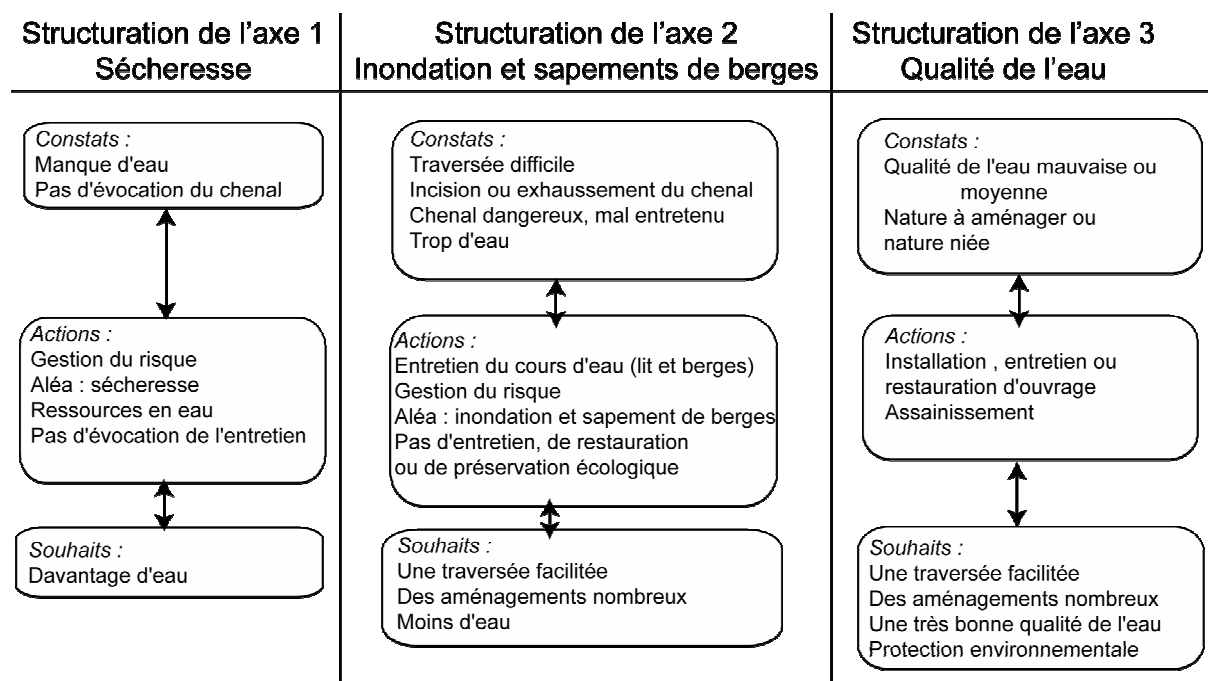 Structuration de l'axe 1
Sécheresse
Constats :
Manque d'eau
Pas d'évocation du chenal
Actions :
Gestion du risque
Aléa : sécheresse
Ressources en eau
Pas d'évocation de l'entretien
Souhaits :
Davantage d'eau
Structuration de l'axe 2
Inondation et sapements de berges
Constats :
Traversée difficile
Incision ou exhaussement du chenal
Chenal dangereux, mal entretenu
Trop d'eau
Actions :
Entretien du cours d'eau (lit et berges)
Gestion du risque
Aléa : inondation et sapement de berges
Pas d'entretien, de restauration
ou de préservation écologique
Souhaits :
Une traversée facilitée
Des aménagements nombreux
Moins d'eau
Structuration de l'axe 3
Qualité de l'eau
Constats :
Qualité de l'eau mauvaise ou
moyenne
Nature à aménager ou
nature niée
Actions :
Installation , entretien ou
restauration d'ouvrage
Assainissement
Souhaits :
Une traversée facilitée
Des aménagements nombreux
Une très bonne qualité de l'eau
Protection environnementale